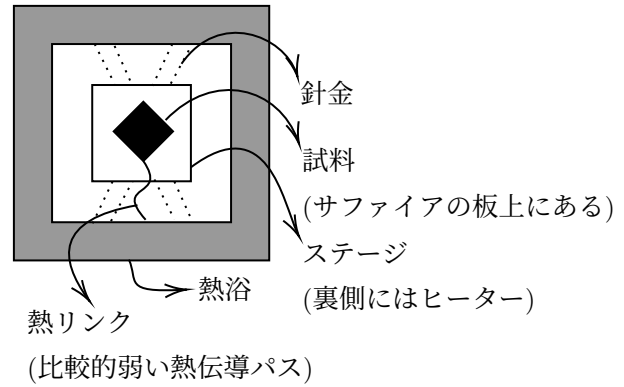 針金
試料
(サファイアの板上にある)
ステージ
(裏側にはヒーター)
熱浴
熱リンク
(比較的弱い熱伝導パス)